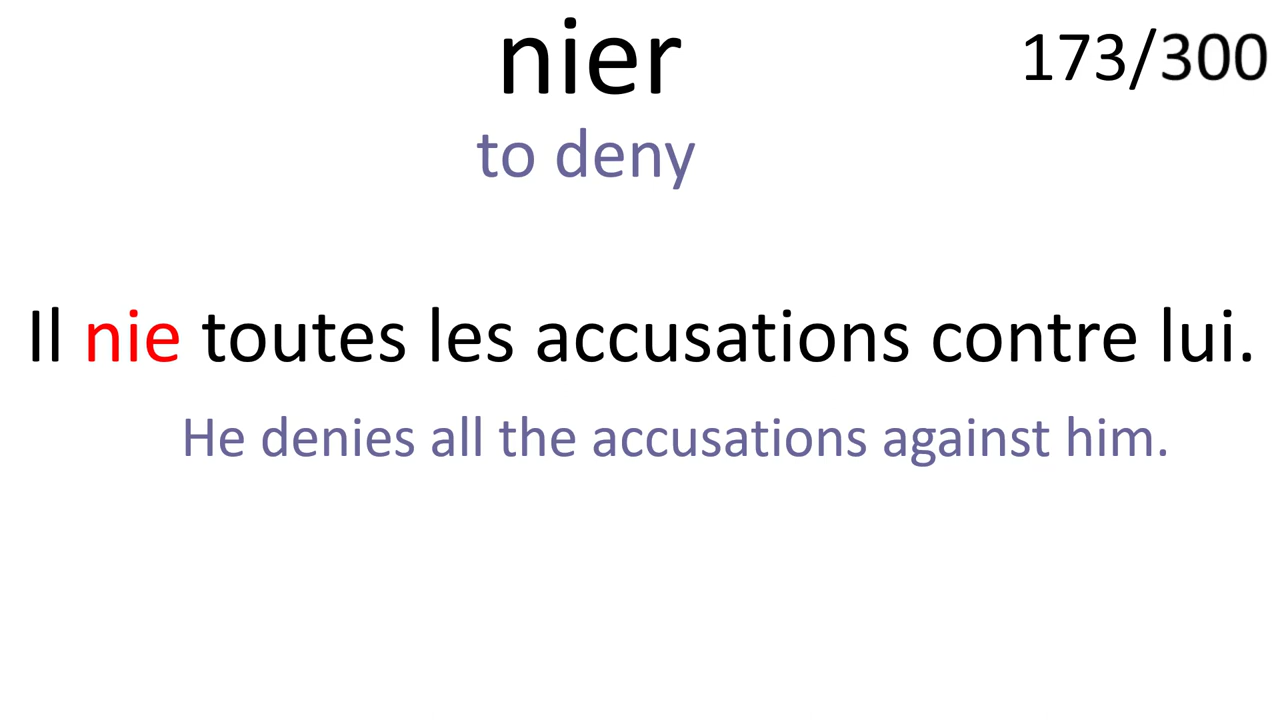 nier
173/300
to deny
Il nie toutes les accusations contre lui.
He denies all the accusations against him.